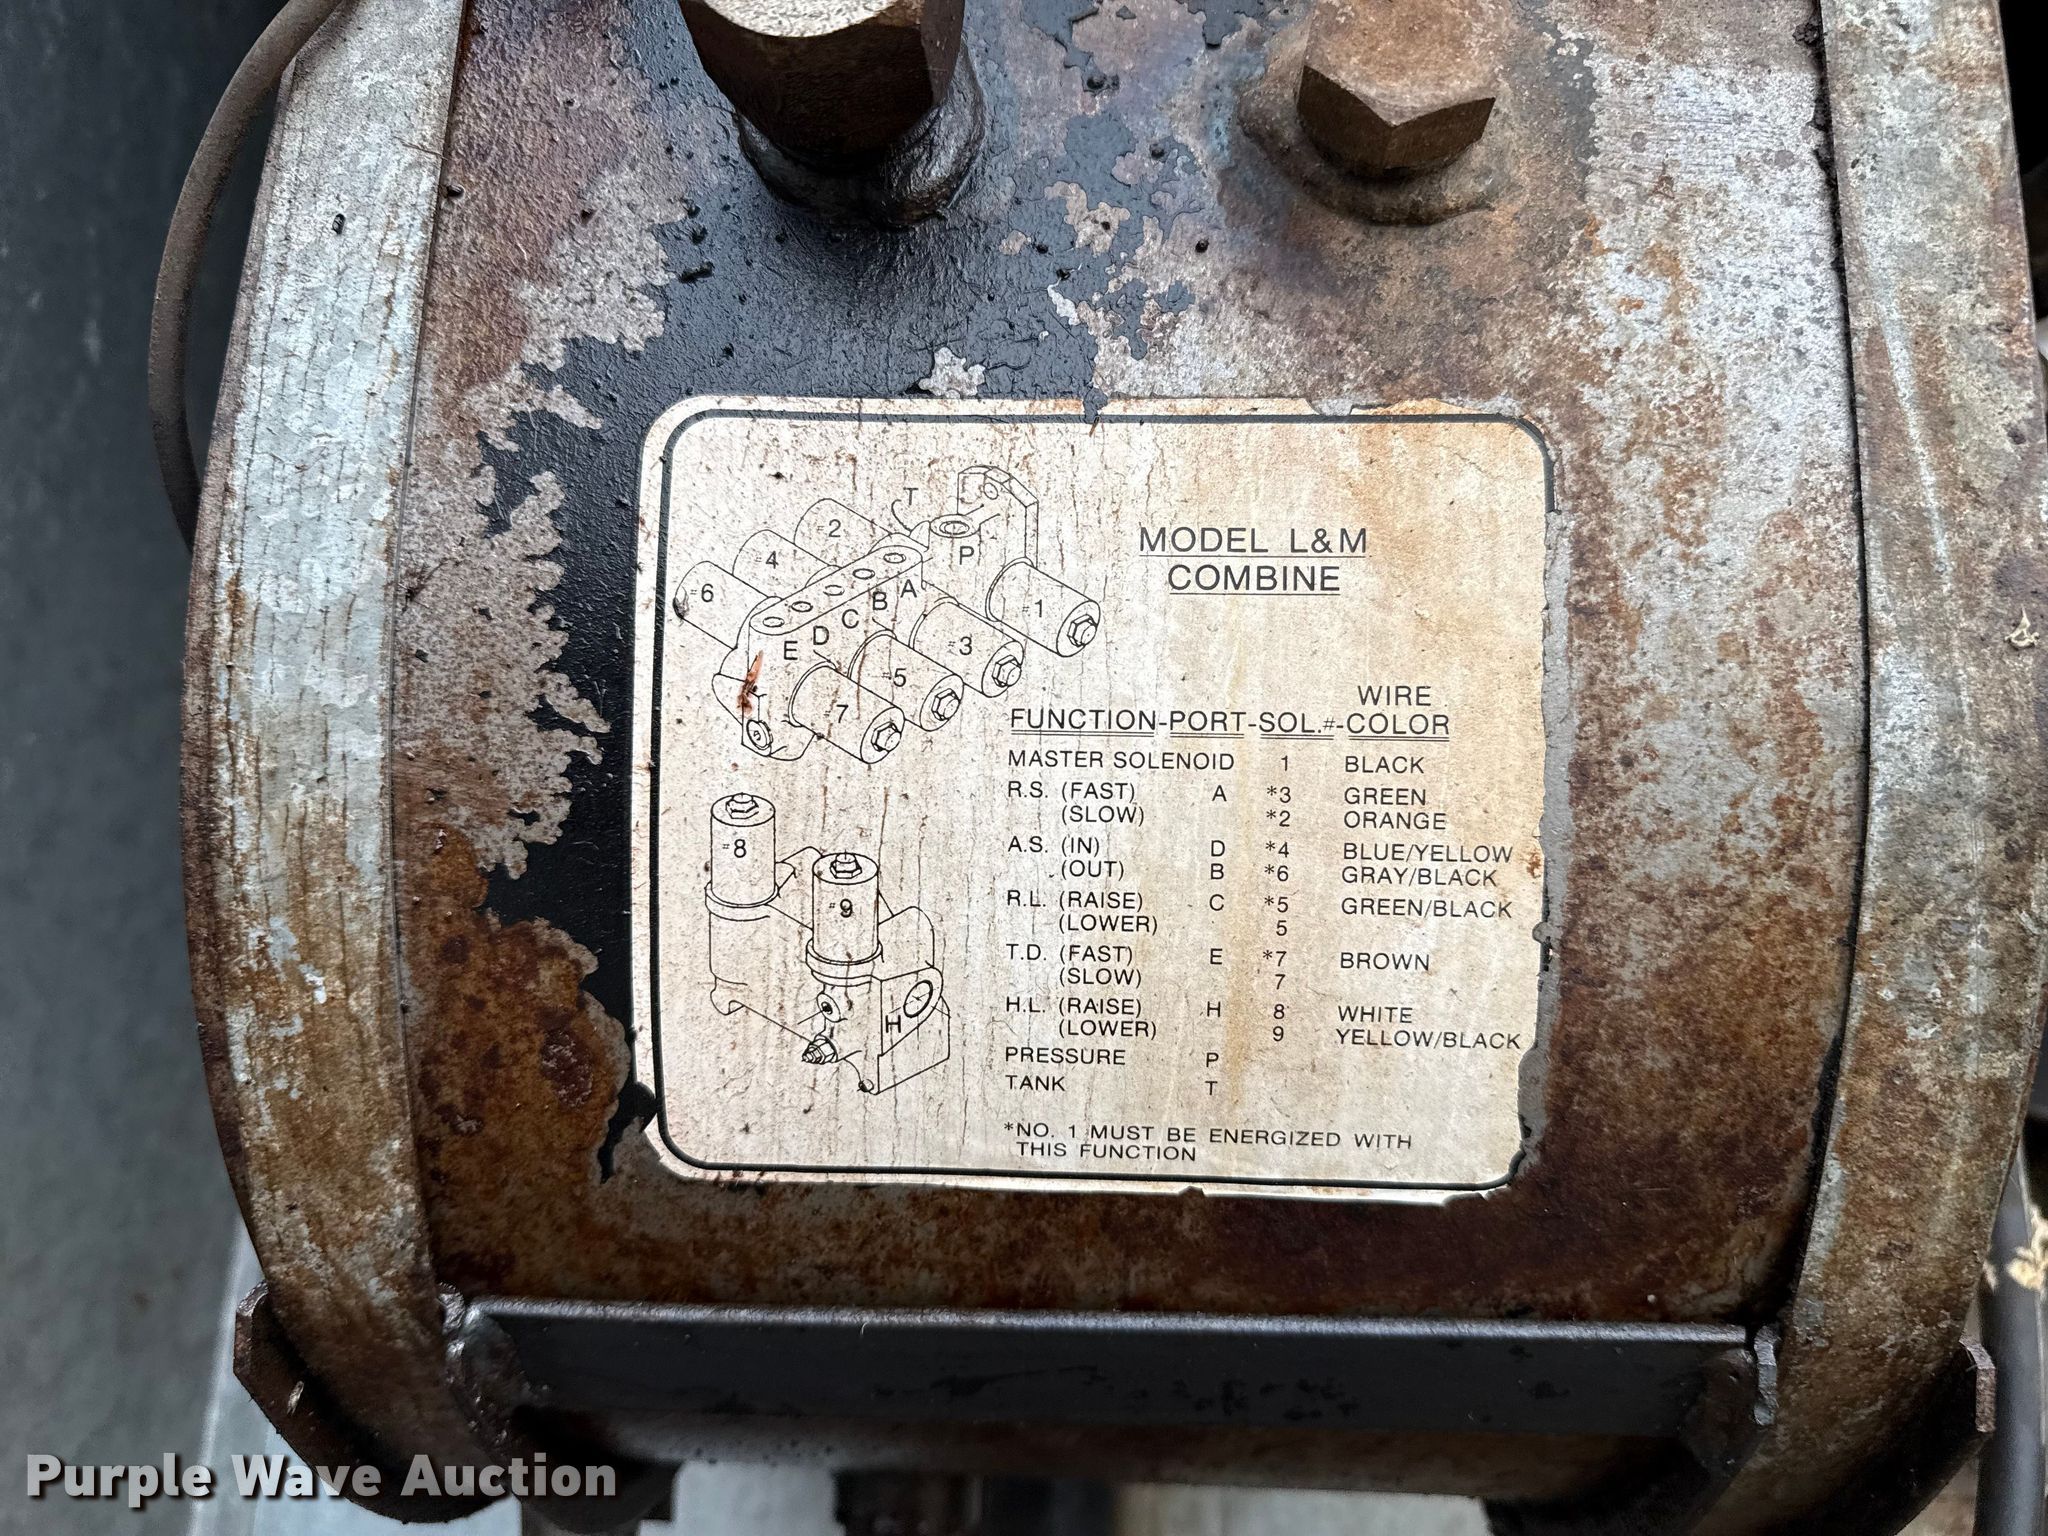 T
=2
P
=4
=6
A
B
C
D
E
=1
=3
=5
=7
=8
=9
H
MODEL L&M
COMBINE
WIRE
FUNCTION-PORT-SOL.#-COLOR
MASTER SOLENOID 1 BLACK
R.S. (FAST) A *3 GREEN
(SLOW) *2 ORANGE
A.S. (IN) D *4 BLUE/YELLOW
(OUT) B *6 GRAY/BLACK
R.L. (RAISE) C *5 GREEN/BLACK
(LOWER) 5
T.D. (FAST) E *7 BROWN
(SLOW) 7
H.L. (RAISE) H 8 WHITE
(LOWER) 9 YELLOW/BLACK
PRESSURE P
TANK T
*NO. 1 MUST BE ENERGIZED WITH
THIS FUNCTION
Purple Wave Auction